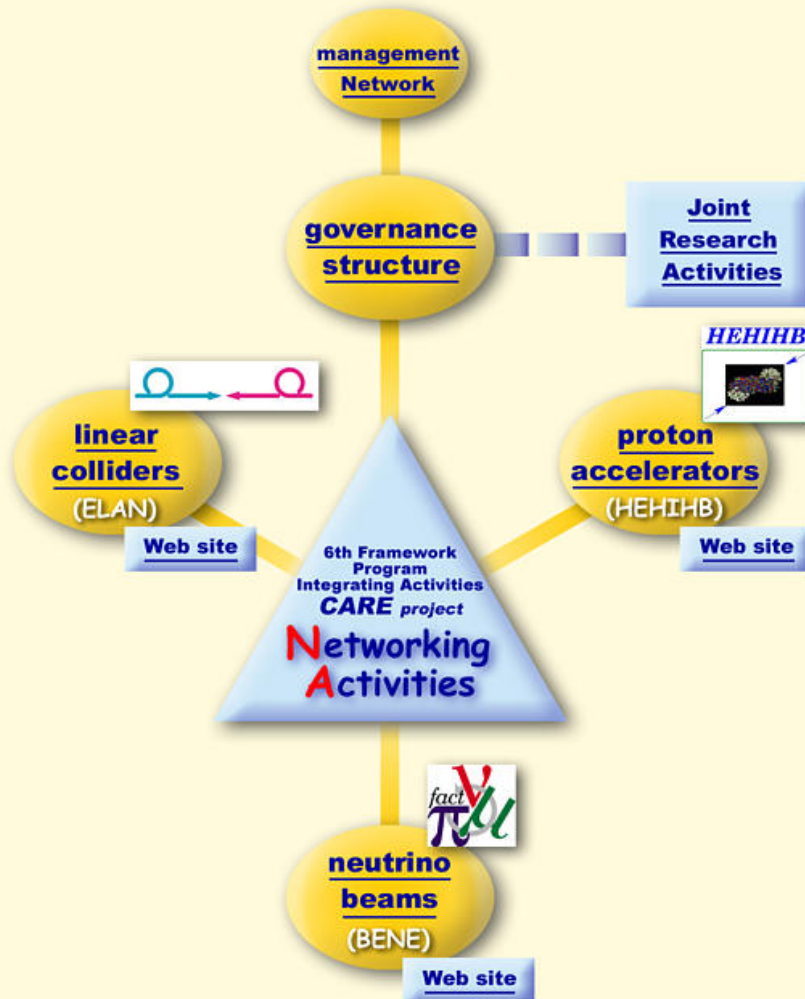 management
Network
governance
structure
Joint
Research
Activities
HEHIHB
linear
colliders
(ELAN)
Web site
proton
accelerators
(HEHIHB)
Web site
6th Framework
Program
Integrating Activities
CARE project
Networking
Activities
fact
νμ
π
neutrino
beams
(BENE)
Web site